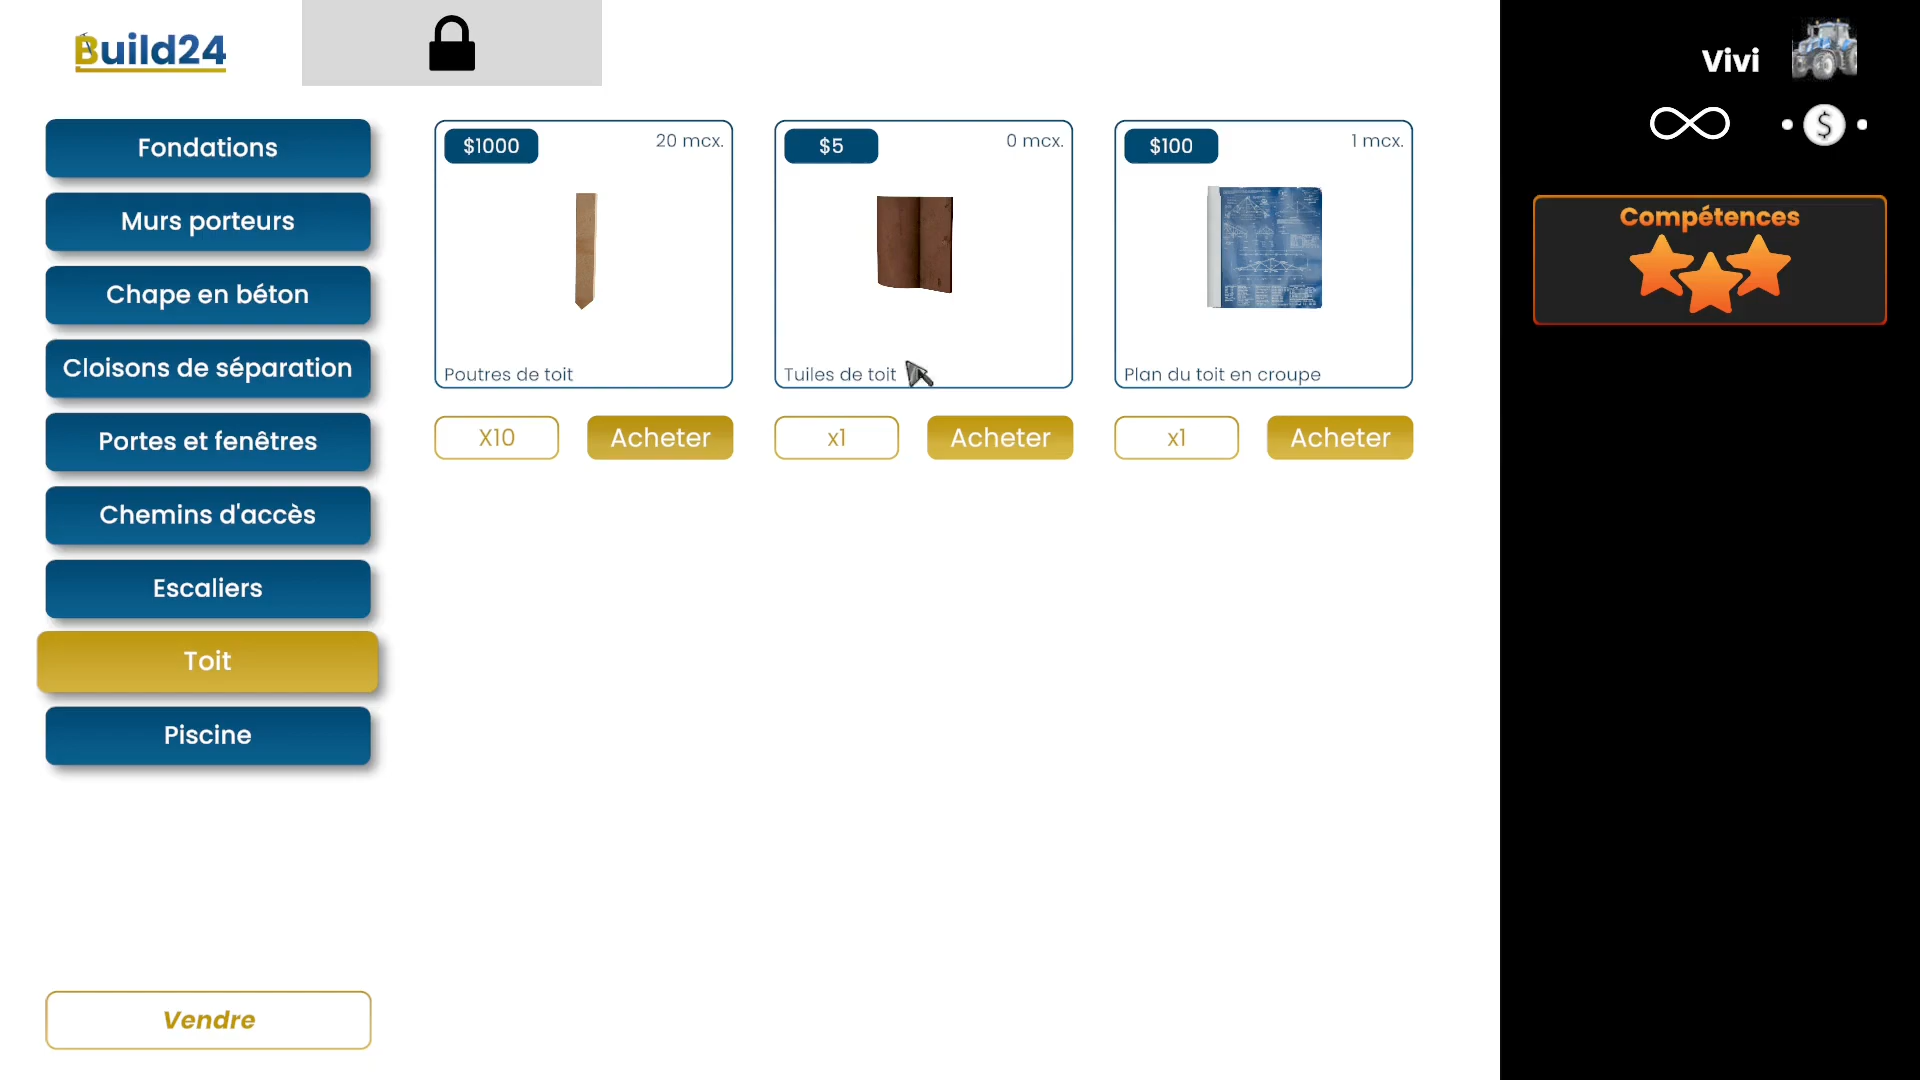 Build24
Vivi
Fondations
Murs porteurs
Chape en béton
Cloisons de séparation
Portes et fenêtres
Chemins d'accès
Escaliers
Toit
Piscine
Vendre
$1000
20 mcx.
Poutres de toit
X10
Acheter
$5
0 mcx.
Tuiles de toit
x1
Acheter
$100
1 mcx.
Plan du toit en croupe
x1
Acheter
$
Compétences